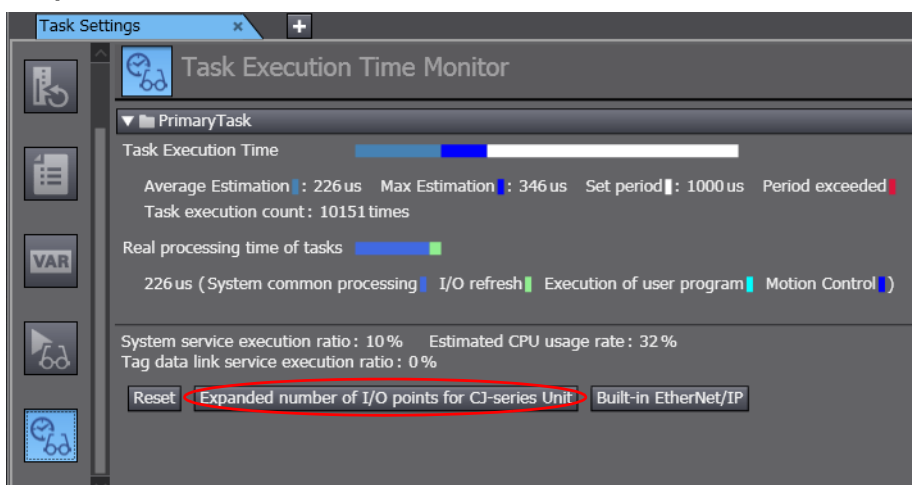 Task Settings × +
Task Execution Time Monitor
PrimaryTask
Task Execution Time
Average Estimation : 226 us Max Estimation : 346 us Set period : 1000 us Period exceeded
Task execution count : 10151 times
Real processing time of tasks
VAR
226 us ( System common processing I/O refresh Execution of user program Motion Control )
System service execution ratio : 10 % Estimated CPU usage rate : 32 %
Tag data link service execution ratio : 0 %
Reset Expanded number of I/O points for CJ-series Unit Built-in EtherNet/IP